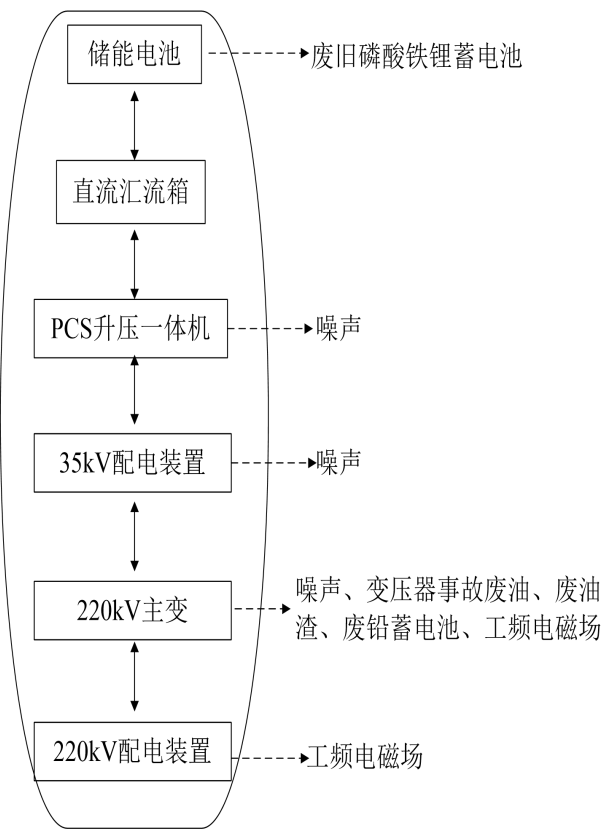 储能电池
废旧磷酸铁锂蓄电池
直流汇流箱
PCS升压一体机
噪声
35kV配电装置
噪声
220kV主变
噪声、变压器事故废油、废油
渣、废铅蓄电池、工频电磁场
220kV配电装置
工频电磁场